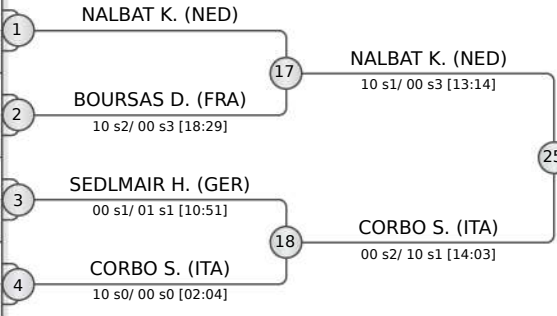 1
NALBAT K. (NED)
17
NALBAT K. (NED)
10 s1/ 00 s3 [13:14]
2
BOURSAS D. (FRA)
10 s2/ 00 s3 [18:29]
25
3
SEDLMAIR H. (GER)
00 s1/ 01 s1 [10:51]
18
CORBO S. (ITA)
00 s2/ 10 s1 [14:03]
4
CORBO S. (ITA)
10 s0/ 00 s0 [02:04]